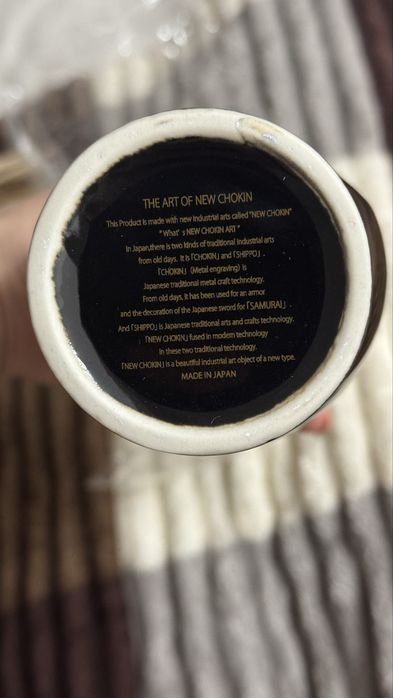 THE ART OF NEW CHOKIN
This Product is made with new industrial arts called "NEW CHOKIN"
"What' s NEW CHOKIN ART"
In Japan,there is two kinds of traditional industrial arts
from old days. It is「CHOKIN」and「SHIPPO」.
「CHOKIN」(Metal engraving) is
Japanese traditional metal craft technology.
From old days, it has been used for an armor
and the decoration of the Japanese sword for「SAMURAI」.
And「SHIPPO」is Japanese traditional arts and crafts technology.
「NEW CHOKIN」fused in modern technology
in these two traditional technology.
「NEW CHOKIN」is a beautiful industrial art object of a new type.
MADE IN JAPAN